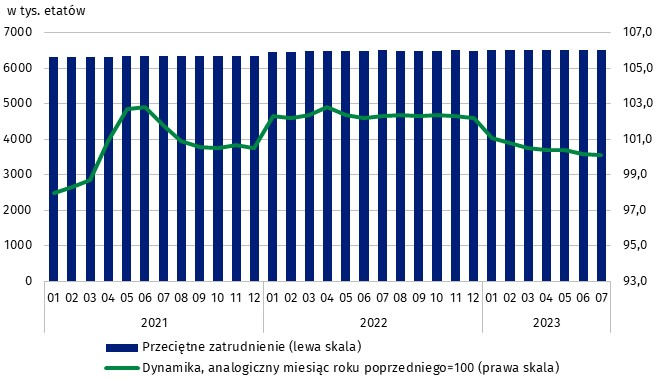 w tys. etatów
7000 107,0
6000 105,0
5000 103,0
4000 101,0
3000 99,0
2000 97,0
1000 95,0
0 93,0
01 02 03 04 05 06 07 08 09 10 11 12 01 02 03 04 05 06 07 08 09 10 11 12 01 02 03 04 05 06 07
2021 2022 2023
Przeciętne zatrudnienie (lewa skala)
Dynamika, analogiczny miesiąc roku poprzedniego=100 (prawa skala)